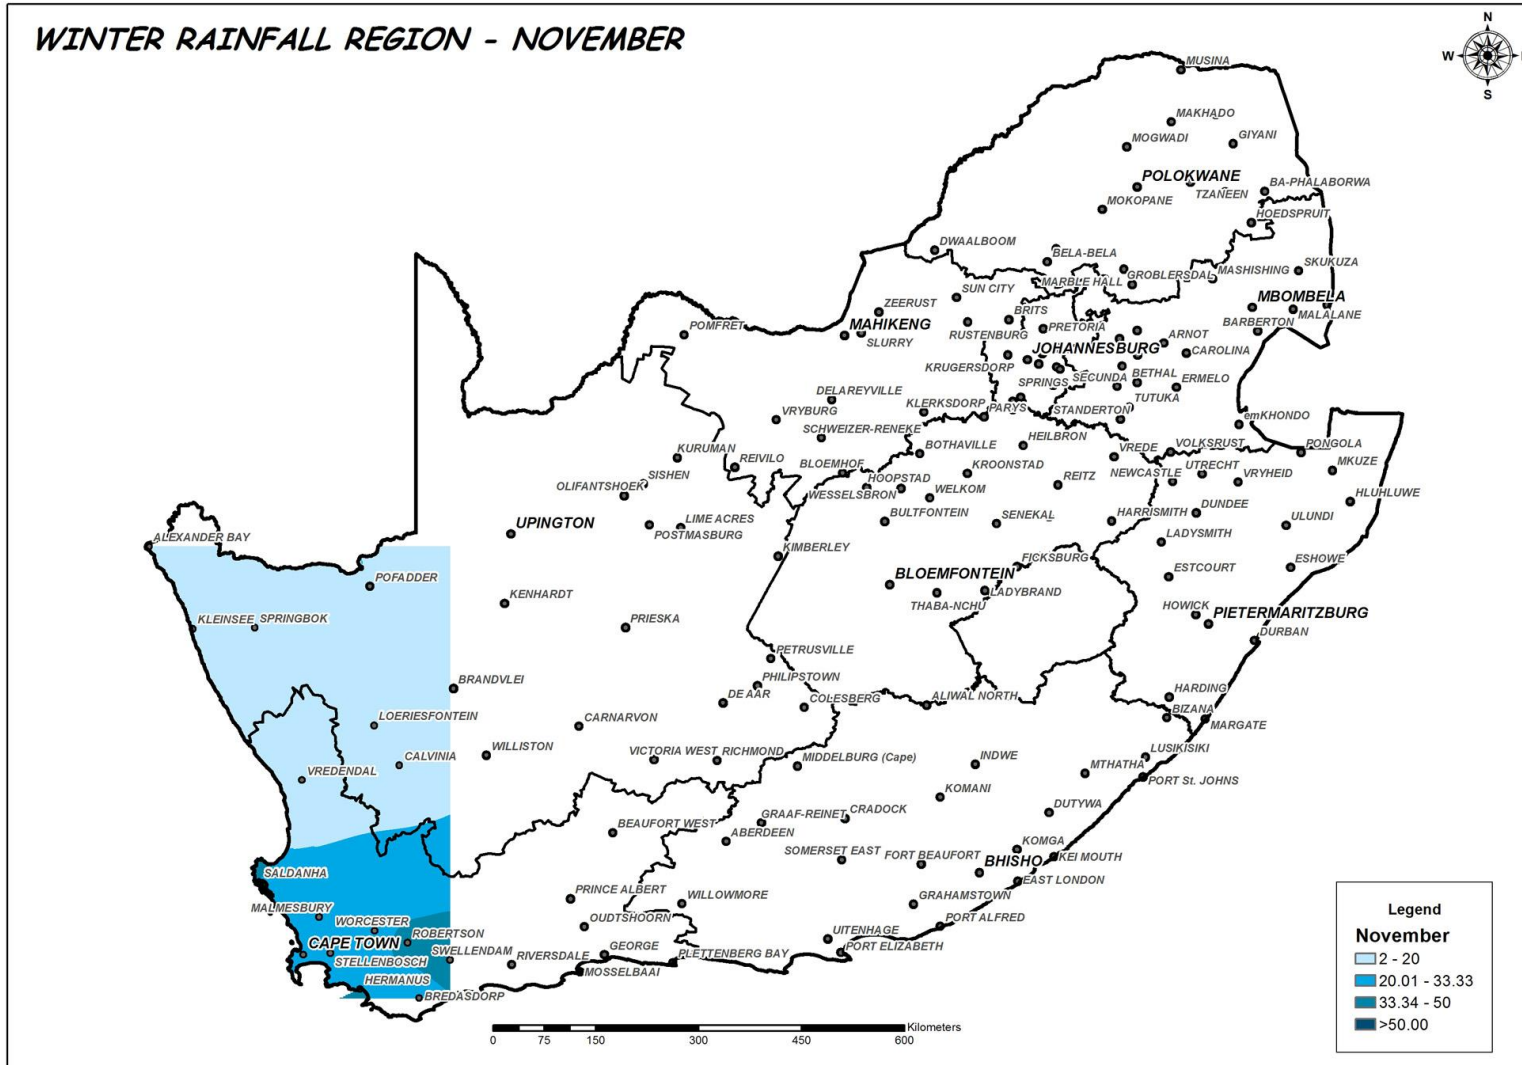 WINTER RAINFALL REGION - NOVEMBER
N
W
S
MUSINA
MAKHADO
MOGWADI
GIYANI
POLOKWANE
TZANEEN
BA-PHALABORWA
MOKOPANE
HOEDSPRUIT
DWAALBOOM
BELA-BELA
MARBLE HALL
GROBLERSDAL
MASHISHING
SKUKUZA
SUN CITY
ZEERUST
MBOMBELA
MALALANE
BARBERTON
POMFRET
MAHIKENG
SLURRY
RUSTENBURG
BRITS
PRETORIA
ARNOT
JOHANNESBURG
CAROLINA
KRUGERSDORP
SPRINGS
SECUNDA
BETHAL
ERMELO
DELAREYVILLE
TUTUKA
VRYBURG
KLERKSDORP
PARYS
STANDERTON
emKHONDO
SCHWEIZER-RENEKE
BOTHAVILLE
HEILBRON
VREDE
VOLKSRUST
PONGOLA
KURUMAN
REIVILO
BLOEMHOF
KROONSTAD
REITZ
NEWCASTLE
UTRECHT
VRYHEID
MKUZE
SISHEN
OLIFANTSHOEK
HOOPSTAD
WESSELSBRON
WELKOM
HLUHLUWE
UPINGTON
LIME ACRES
POSTMASBURG
BULTFONTEIN
SENEKAL
HARRISMITH
DUNDEE
ULUNDI
ALEXANDER BAY
KIMBERLEY
LADYSMITH
FICKSBURG
ESTCOURT
ESHOWE
POFADDER
BLOEMFONTEIN
LADYBRAND
THABA-NCHU
KENHARDT
HOWICK
PIETERMARITZBURG
KLEINSEE
SPRINGBOK
PRIESKA
DURBAN
PETRUSVILLE
BRANDVLEI
PHILIPSTOWN
DE AAR
COLESBERG
ALIWAL NORTH
HARDING
BIZANA
MARGATE
LOERIESFONTEIN
CARNARVON
WILLISTON
VICTORIA WEST
RICHMOND
MIDDELBURG (Cape)
INDWE
LUSIKISIKI
MTHATHA
PORT St. JOHNS
CALVINIA
VREDENDAL
KOMANI
DUTYWA
BEAUFORT WEST
GRAAF-REINET
CRADOCK
ABERDEEN
SOMERSET EAST
FORT BEAUFORT
KOMGA
BHISHO
KEI MOUTH
EAST LONDON
SALDANHA
PRINCE ALBERT
WILLOWMORE
GRAHAMSTOWN
MALMESBURY
WORCESTER
OUDTSHOORN
PORT ALFRED
CAPE TOWN
ROBERTSON
UITENHAGE
PORT ELIZABETH
STELLENBOSCH
SWELLENDAM
RIVERSDALE
GEORGE
PLETTENBERG BAY
MOSSELBAAI
HERMANUS
BREDASDORP
Kilometers
0 75 150 300 450 600
Legend
November
2 - 20
20.01 - 33.33
33.34 - 50
>50.00